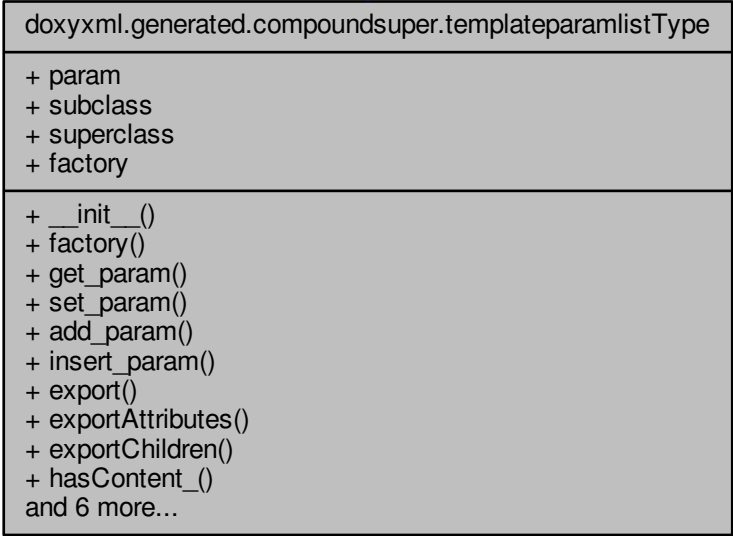 doxyxml.generated.compoundsuper.templateparamlistType
+ param
+ subclass
+ superclass
+ factory
+ __init__()
+ factory()
+ get_param()
+ set_param()
+ add_param()
+ insert_param()
+ export()
+ exportAttributes()
+ exportChildren()
+ hasContent_()
and 6 more...